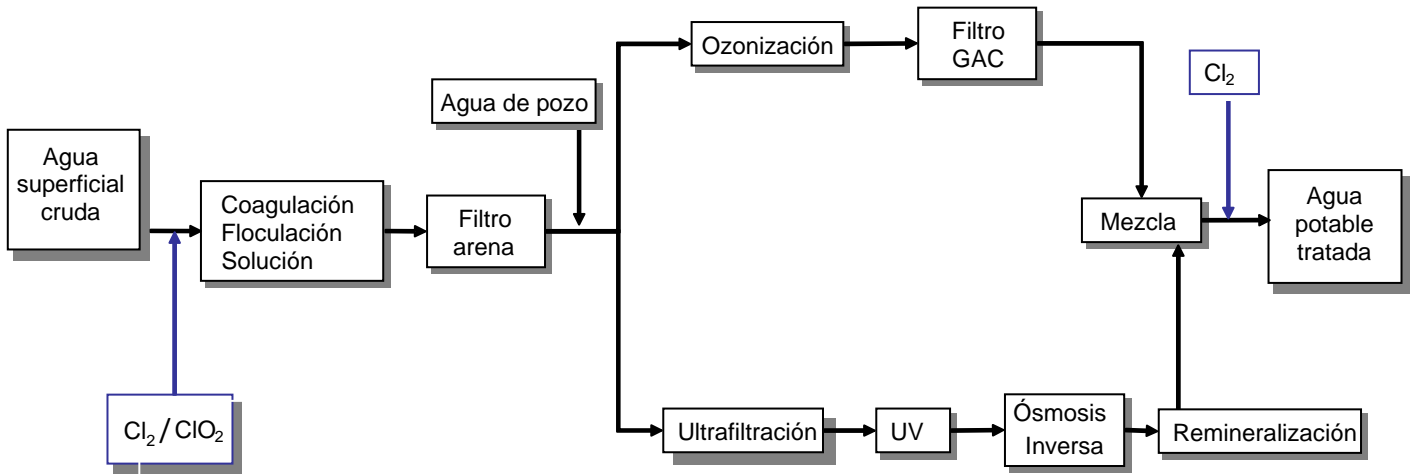 Agua
superficial
cruda
Cl₂/ClO₂
Coagulación
Floculación
Solución
Filtro
arena
Agua de pozo
Ozonización
Filtro
GAC
Ultrafiltración
UV
Ósmosis
Inversa
Remineralización
Mezcla
Cl₂
Agua
potable
tratada